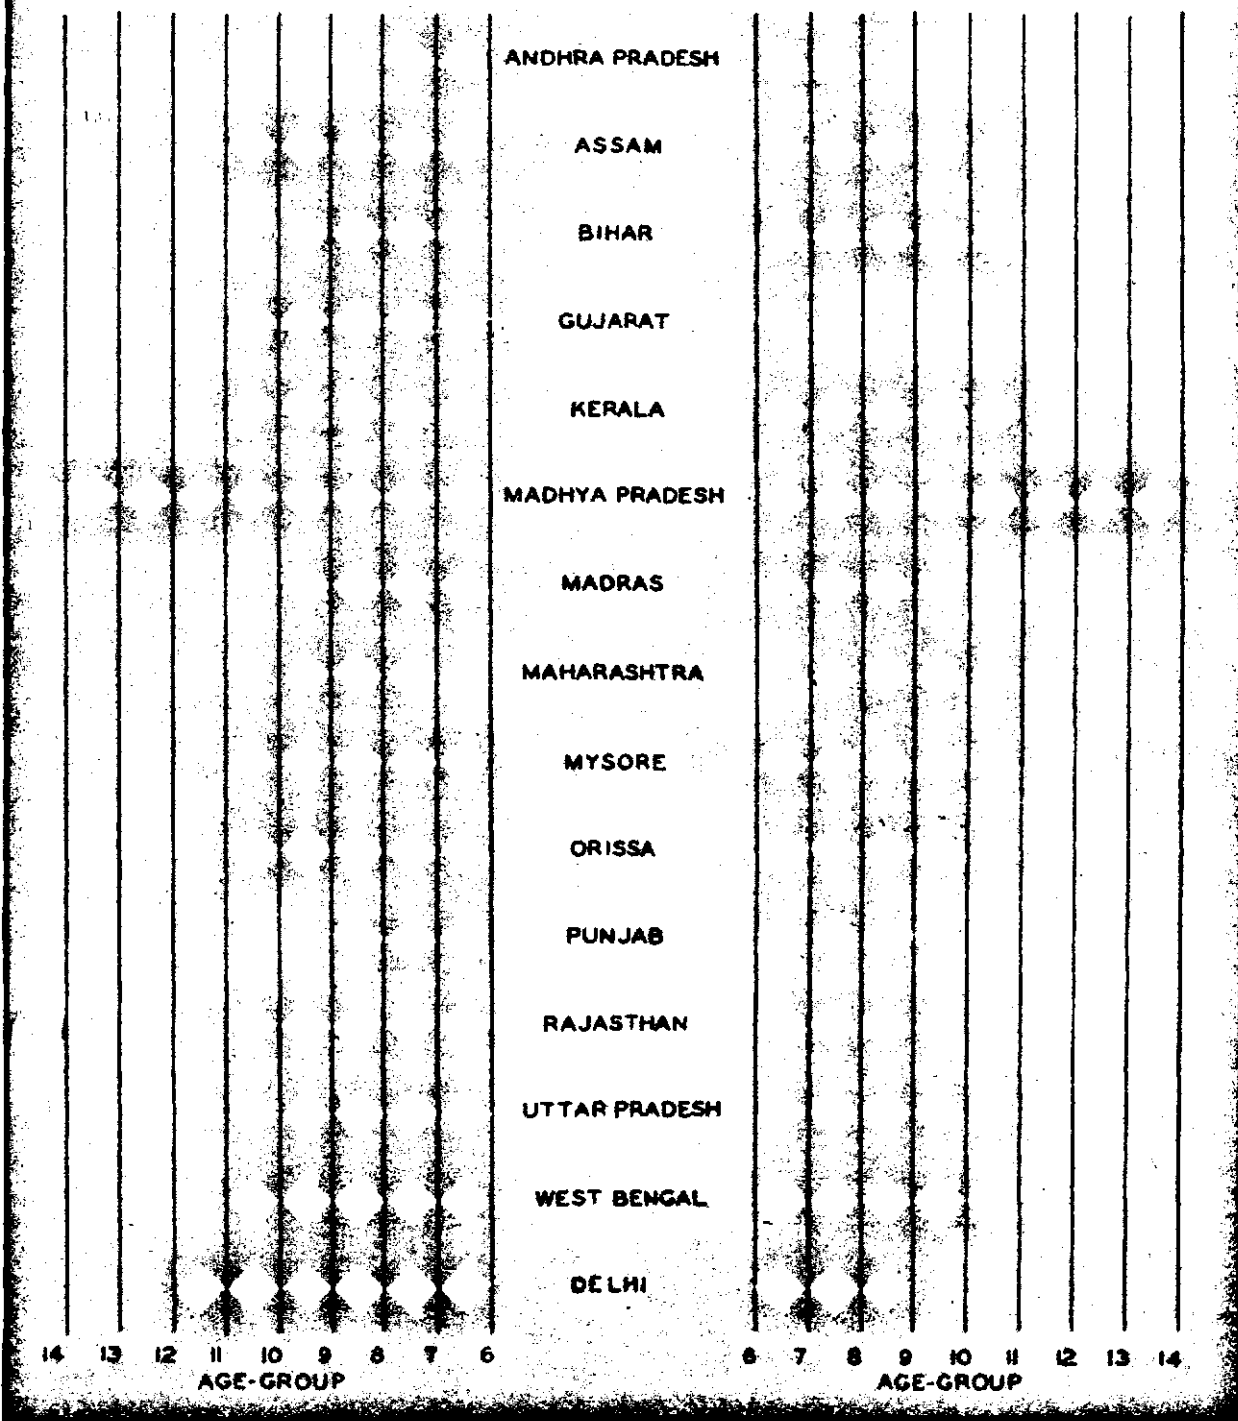 ANDHRA PRADESH
ASSAM
BIHAR
GUJARAT
KERALA
MADHYA PRADESH
MADRAS
MAHARASHTRA
MYSORE
ORISSA
PUNJAB
RAJASTHAN
UTTAR PRADESH
WEST BENGAL
DELHI
14 13 12 11 10 9 8 7 6 6 7 8 9 10 11 12 13 14
AGE-GROUP AGE-GROUP